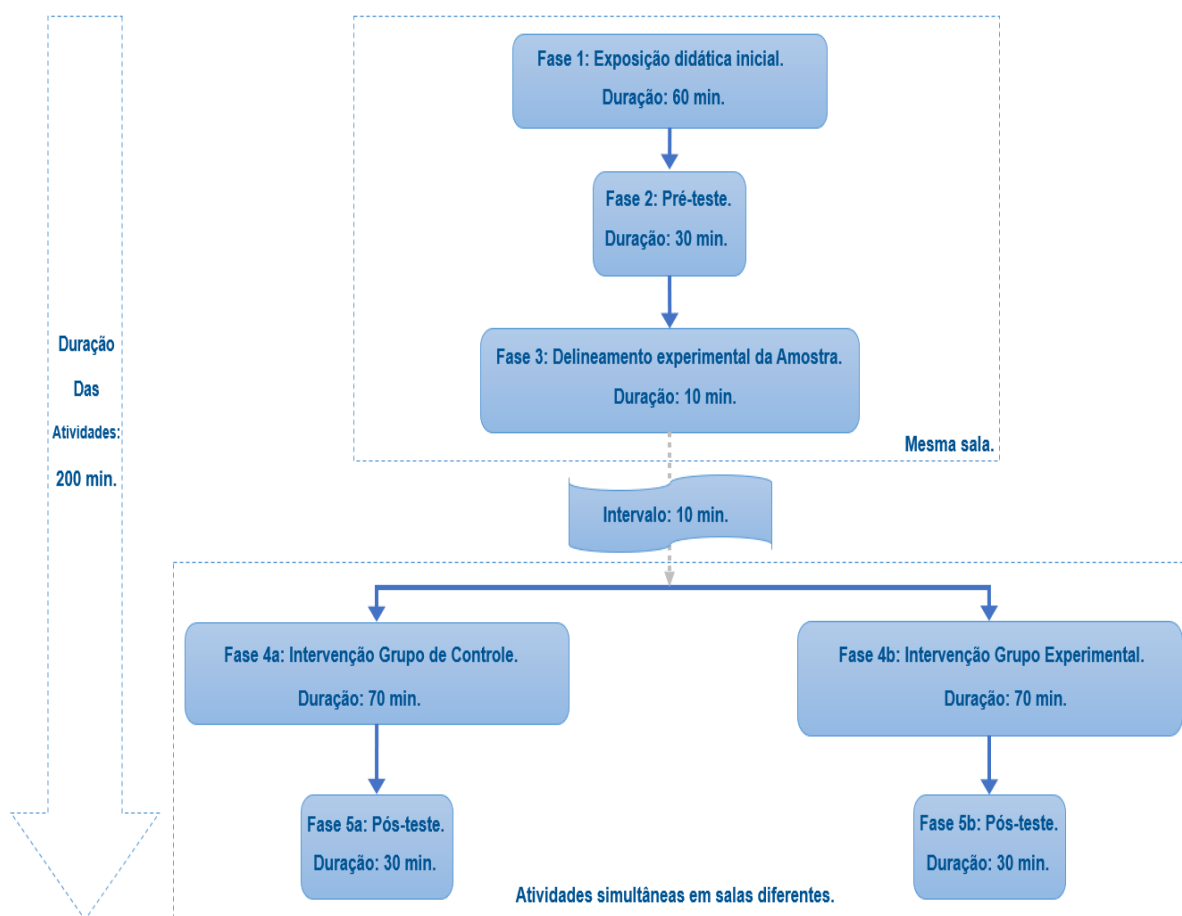 Fase 1: Exposição didática inicial.
Duração: 60 min.
Fase 2: Pré-teste.
Duração: 30 min.
Fase 3: Delineamento experimental da Amostra.
Duração: 10 min.
Mesma sala.
Duração
Das
Atividades:
200 min.
Intervalo: 10 min.
Fase 4a: Intervenção Grupo de Controle.
Duração: 70 min.
Fase 4b: Intervenção Grupo Experimental.
Duração: 70 min.
Fase 5a: Pós-teste.
Duração: 30 min.
Fase 5b: Pós-teste.
Duração: 30 min.
Atividades simultâneas em salas diferentes.